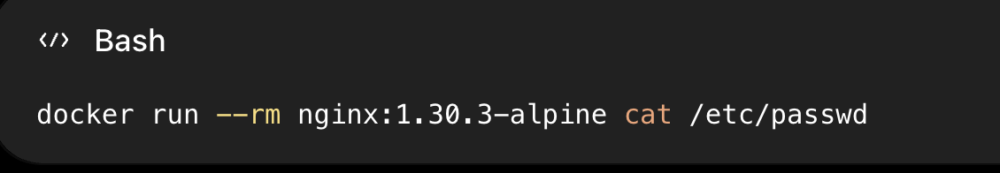 </> Bash
docker run --rm nginx:1.30.3-alpine cat /etc/passwd